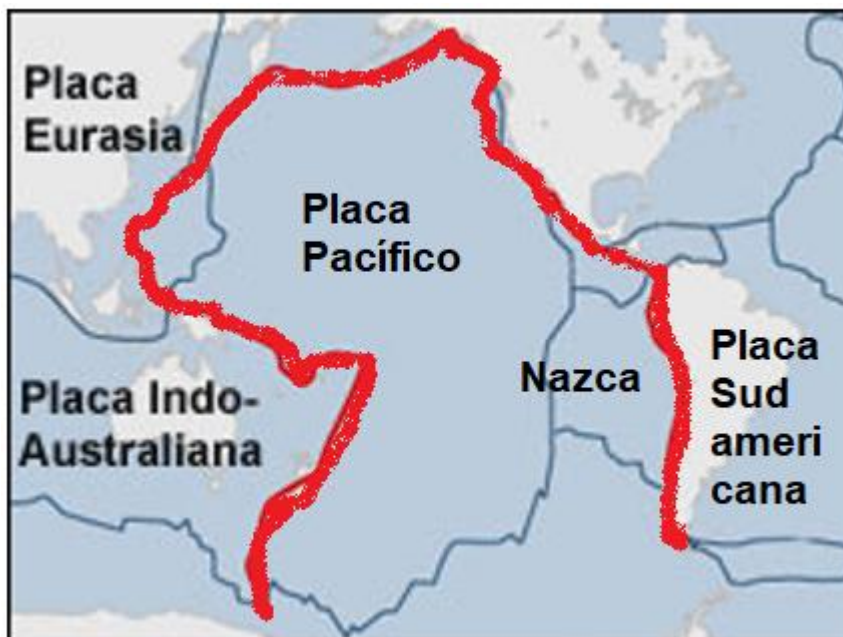 Placa
Eurasia
Placa
Pacífico
Placa Indo-
Australiana
Nazca
Placa
Sud
ameri
cana